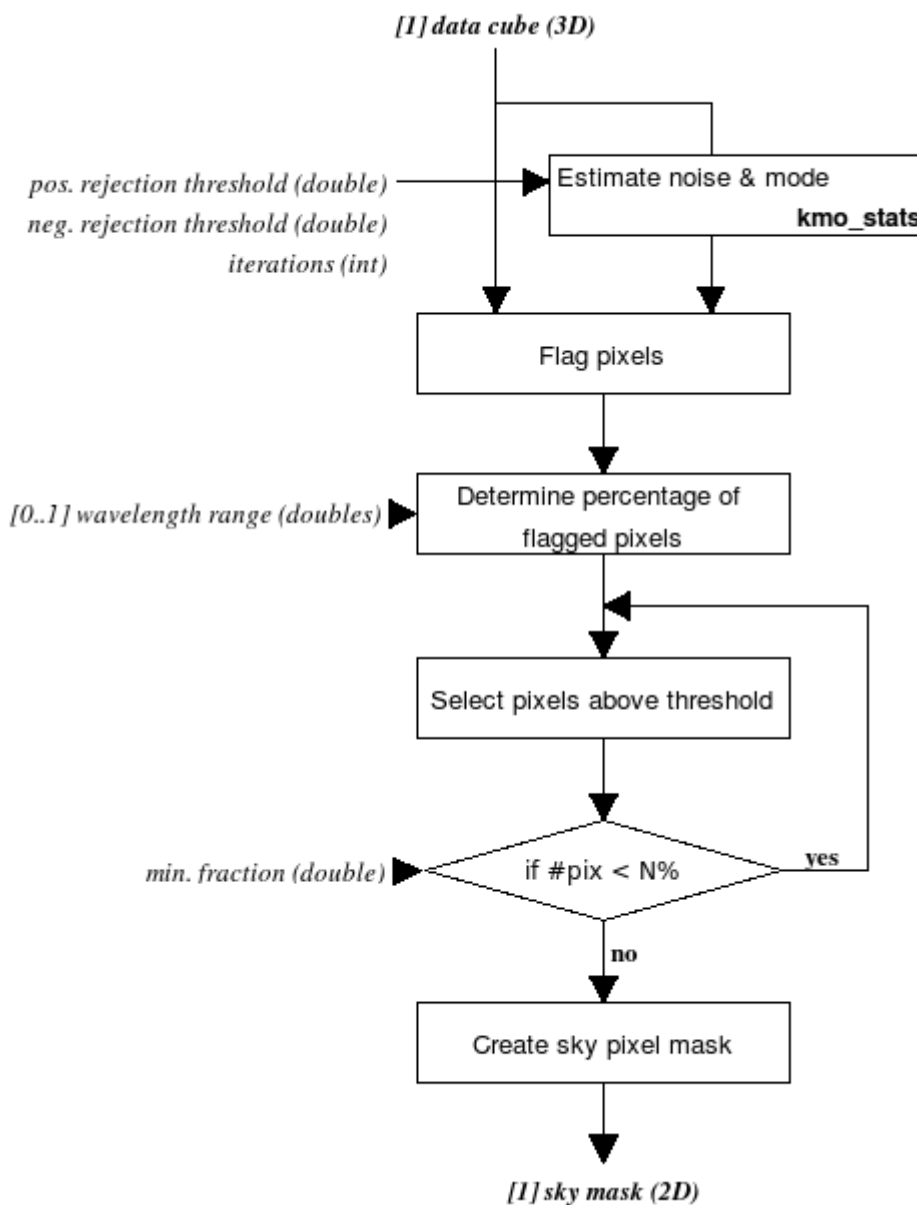 [1] data cube (3D)
pos. rejection threshold (double)
neg. rejection threshold (double)
iterations (int)
Estimate noise & mode
kmo_stats
Flag pixels
[0..1] wavelength range (doubles)
Determine percentage of
flagged pixels
Select pixels above threshold
min. fraction (double)
if #pix < N%
yes
no
Create sky pixel mask
[1] sky mask (2D)